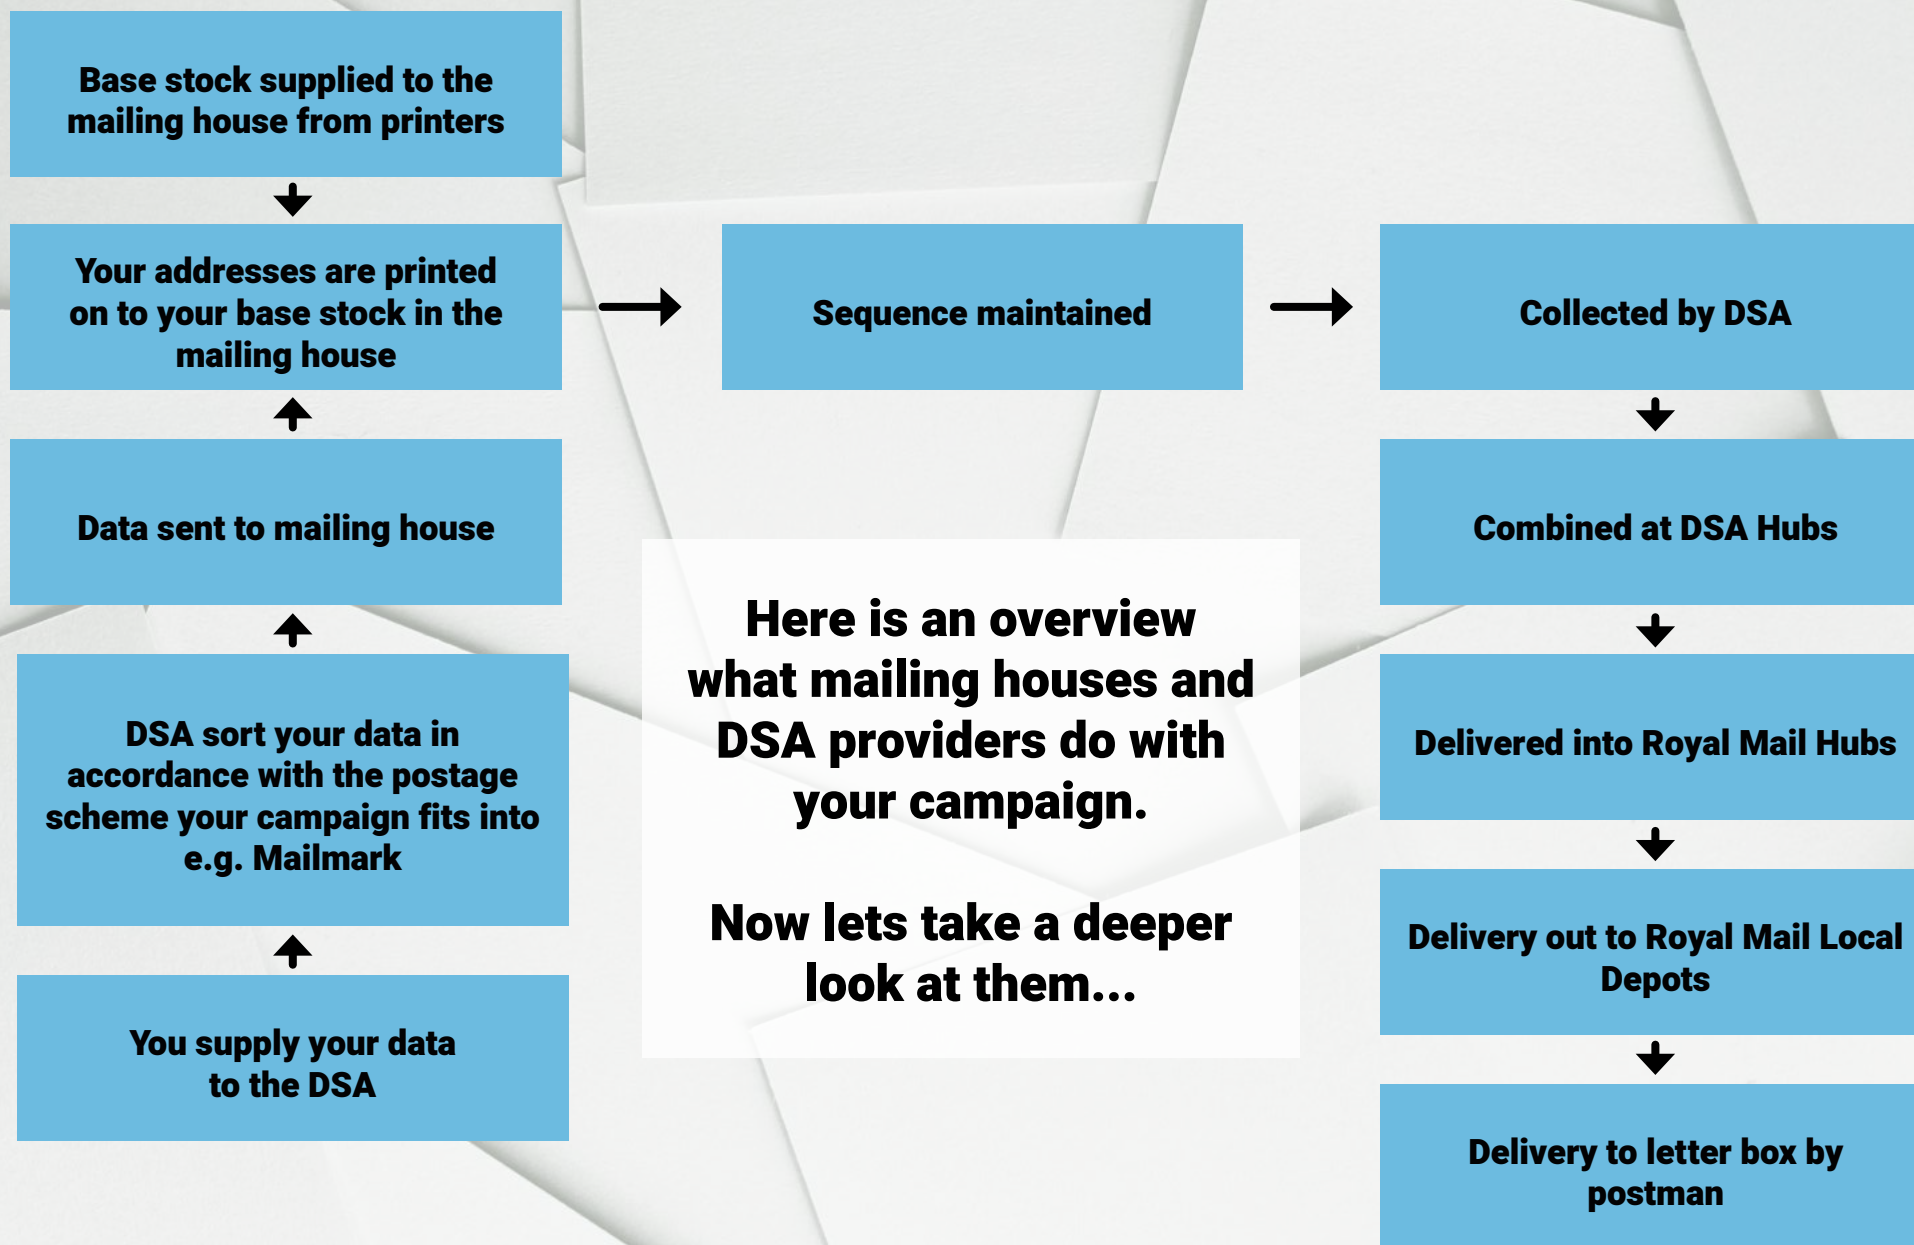 Base stock supplied to the
mailing house from printers
Your addresses are printed
on to your base stock in the
mailing house
Data sent to mailing house
DSA sort your data in
accordance with the postage
scheme your campaign fits into
e.g. Mailmark
You supply your data
to the DSA
Sequence maintained
Here is an overview
what mailing houses and
DSA providers do with
your campaign.
Now lets take a deeper
look at them...
Collected by DSA
Combined at DSA Hubs
Delivered into Royal Mail Hubs
Delivery out to Royal Mail Local
Depots
Delivery to letter box by
postman